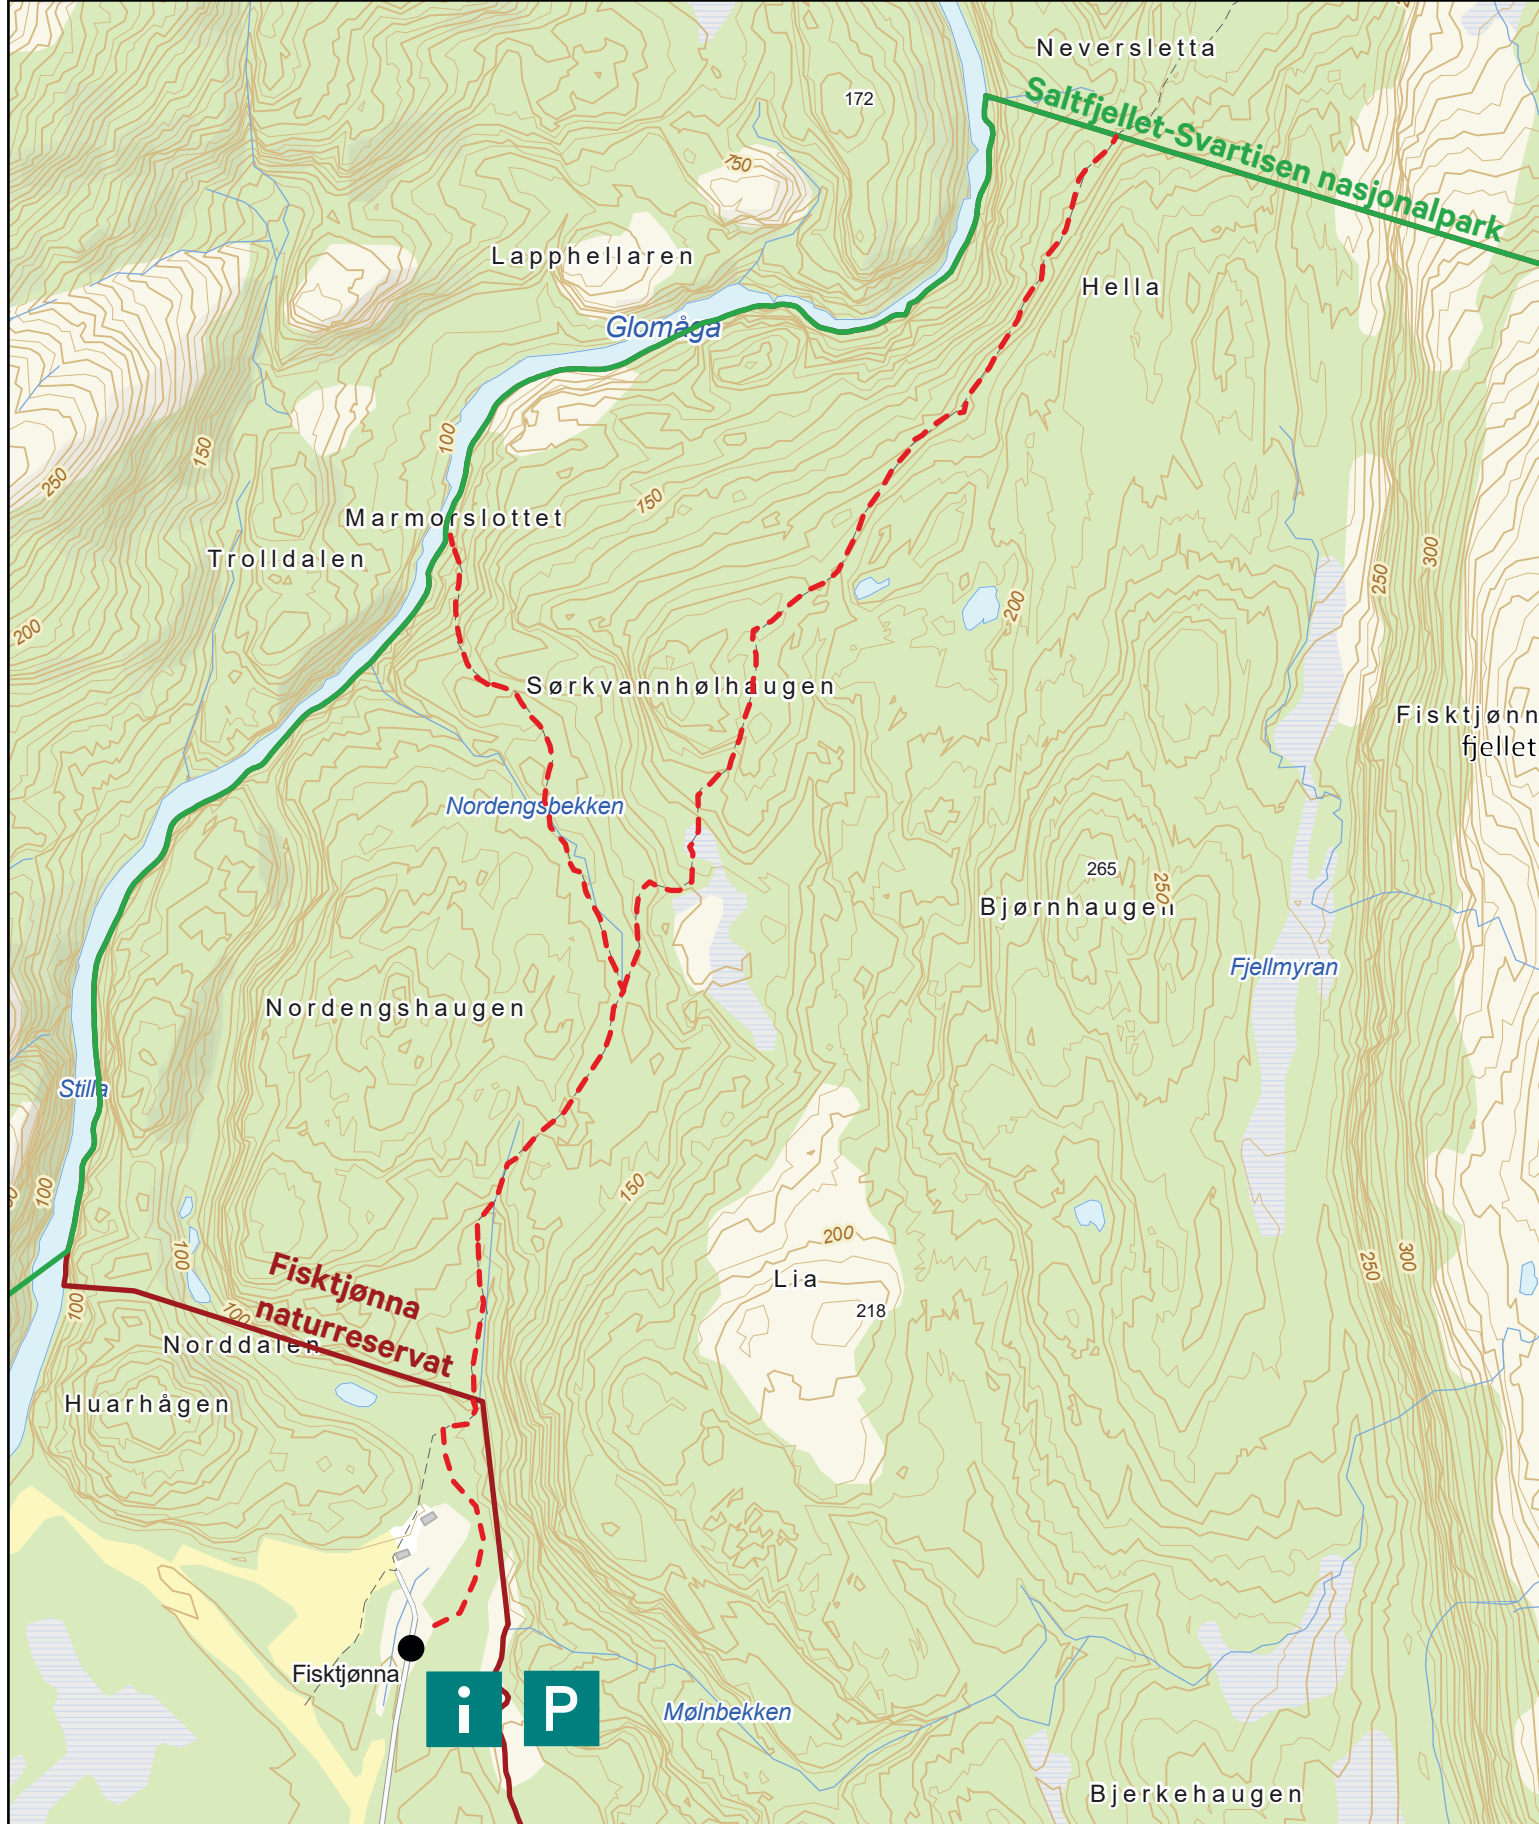 Neversletta
172
Saltfjellet-Svartisen nasjonalpark
750
Lapphellaren
Hella
Glomåga
100
150
250
150
Marmorslottet
300
Trolldalen
250
200
200
Sørkvannhølhaugen
Fisktjønn
fjellet
Nordengsbekken
265
250
Bjørnhaugen
Fjellmyran
Nordengshaugen
Stilla
150
100
200
100
250
300
Fisktjønna
naturreservat
Lia
100
100
218
Norddalen
Huarhågen
Fisktjønna
i
P
Mølnbekken
Bjerkehaugen